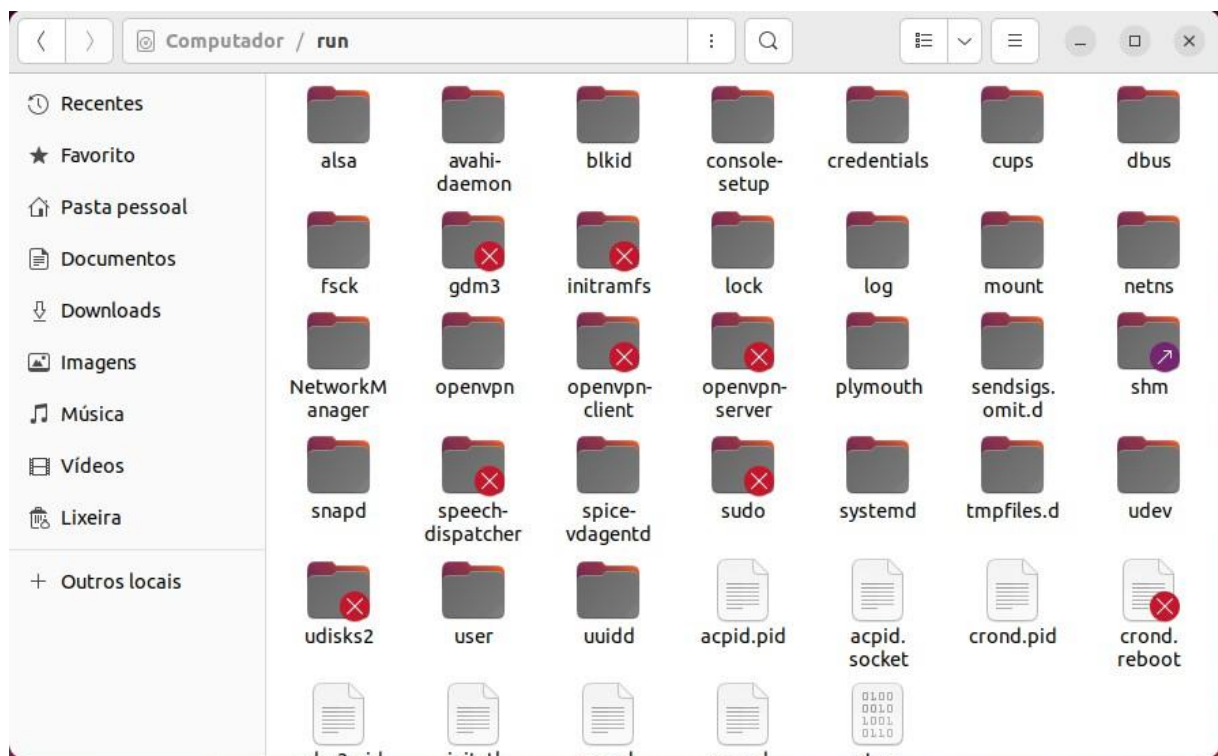 Computador / run
Recentes
Favorito
Pasta pessoal
Documentos
Downloads
Imagens
Música
Vídeos
Lixeira
+ Outros locais
alsa
avahi-
daemon
blkid
console-
setup
credentials
cups
dbus
fsck
gdm3
initramfs
lock
log
mount
netns
NetworkM
anager
openvpn
openvpn-
client
openvpn-
server
plymouth
sendsigs.
omit.d
shm
snapd
speech-
dispatcher
spice-
vdagentd
sudo
systemd
tmpfiles.d
udev
udisks2
user
uuidd
acpid.pid
acpid.
socket
crond.pid
crond.
reboot
0100
0010
1001
0110